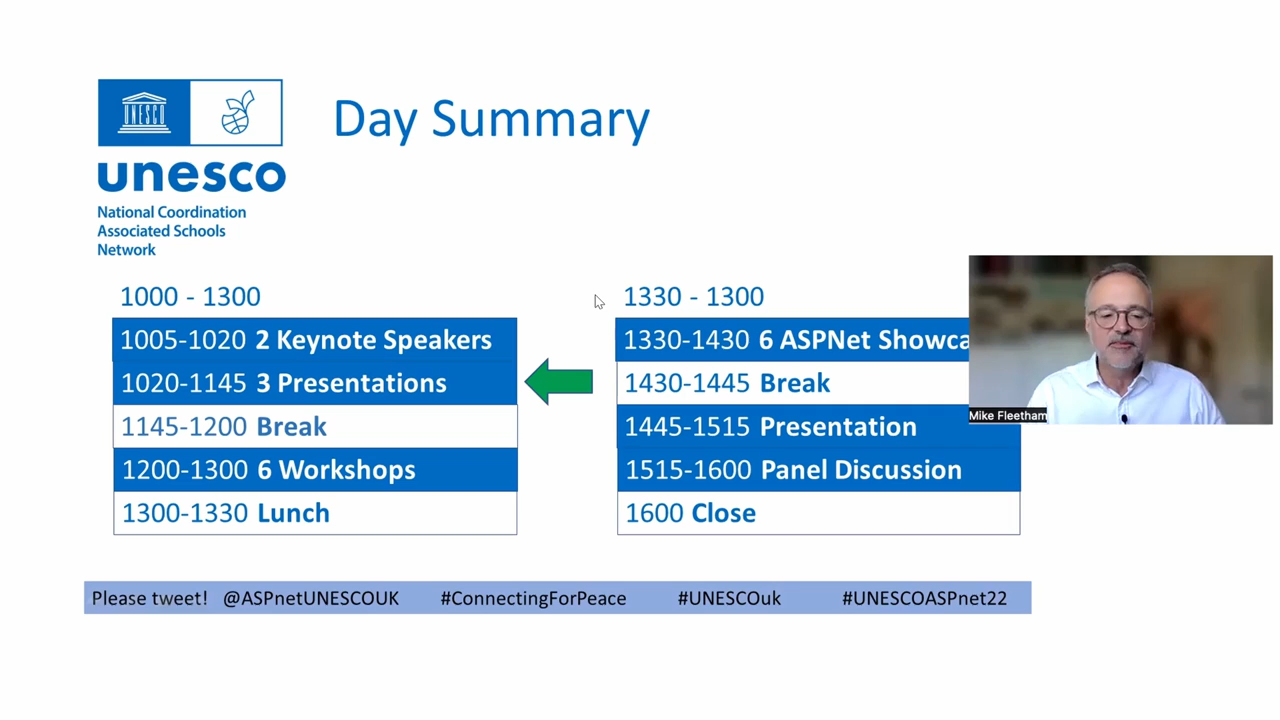 UNESCO
Day Summary
unesco
National Coordination
Associated Schools
Network
1000 - 1300
1005-1020 2 Keynote Speakers
1020-1145 3 Presentations
1145-1200 Break
1200-1300 6 Workshops
1300-1330 Lunch
1330 - 1300
1330-1430 6 ASPNet Showca
1430-1445 Break
1445-1515 Presentation
1515-1600 Panel Discussion
1600 Close
Mike Fleetham
Please tweet! @ASPnetUNESCOUK #ConnectingForPeace #UNESCOuk #UNESCOASPnet22